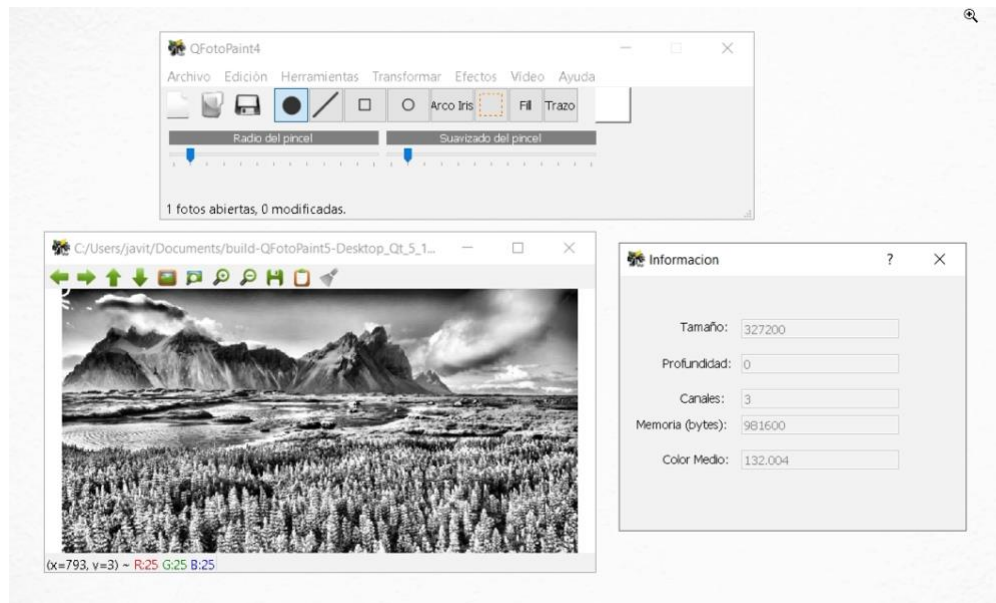 QFotoPaint4
Archivo Edición Herramientas Transformar Efectos Vídeo Ayuda
Arco Iris Fill Trazo
Radio del pincel Suavizado del pincel
1 fotos abiertas, 0 modificadas.
C:/Users/javit/Documents/build-QFotoPaint5-Desktop_Qt_5_1...
(x=793, y=3) ~ R:25 G:25 B:25
Informacion ?
Tamaño: 327200
Profundidad: 0
Canales: 3
Memoria (bytes): 981600
Color Medio: 132.004